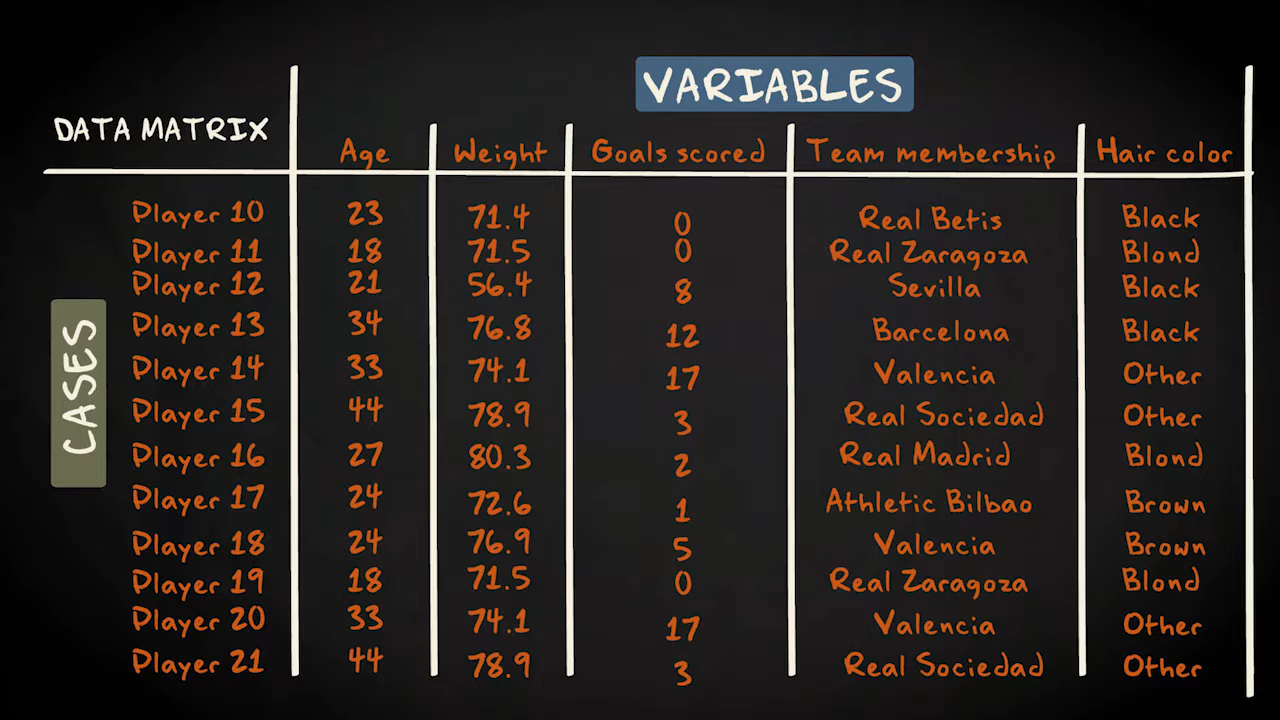 VARIABLES
DATA MATRIX Age Weight Goals scored Team membership Hair color
CASES
Player 10 23 71.4 0 Real Betis Black
Player 11 18 71.5 0 Real Zaragoza Blond
Player 12 21 56.4 8 Sevilla Black
Player 13 34 76.8 12 Barcelona Black
Player 14 33 74.1 17 Valencia Other
Player 15 44 78.9 3 Real Sociedad Other
Player 16 27 80.3 2 Real Madrid Blond
Player 17 24 72.6 1 Athletic Bilbao Brown
Player 18 24 76.9 5 Valencia Brown
Player 19 18 71.5 0 Real Zaragoza Blond
Player 20 33 74.1 17 Valencia Other
Player 21 44 78.9 3 Real Sociedad Other